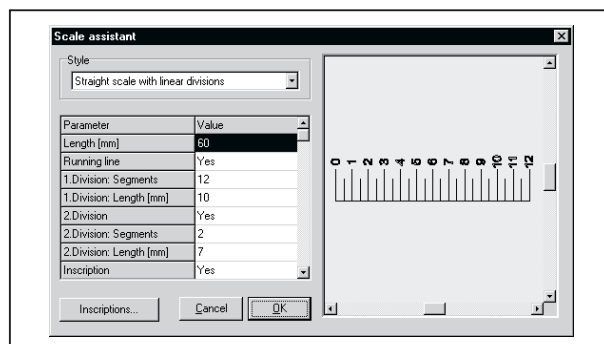 Scale assistant
Style
Straight scale with linear divisions
Parameter Value
Length [mm] 60
Running line Yes
1.Division: Segments 12
1.Division: Length [mm] 10
2.Division Yes
2.Division: Segments 2
2.Division: Length [mm] 7
Inscription Yes
Inscriptions... Cancel OK
0 1 2 3 4 5 6 7 8 9 10 11 12